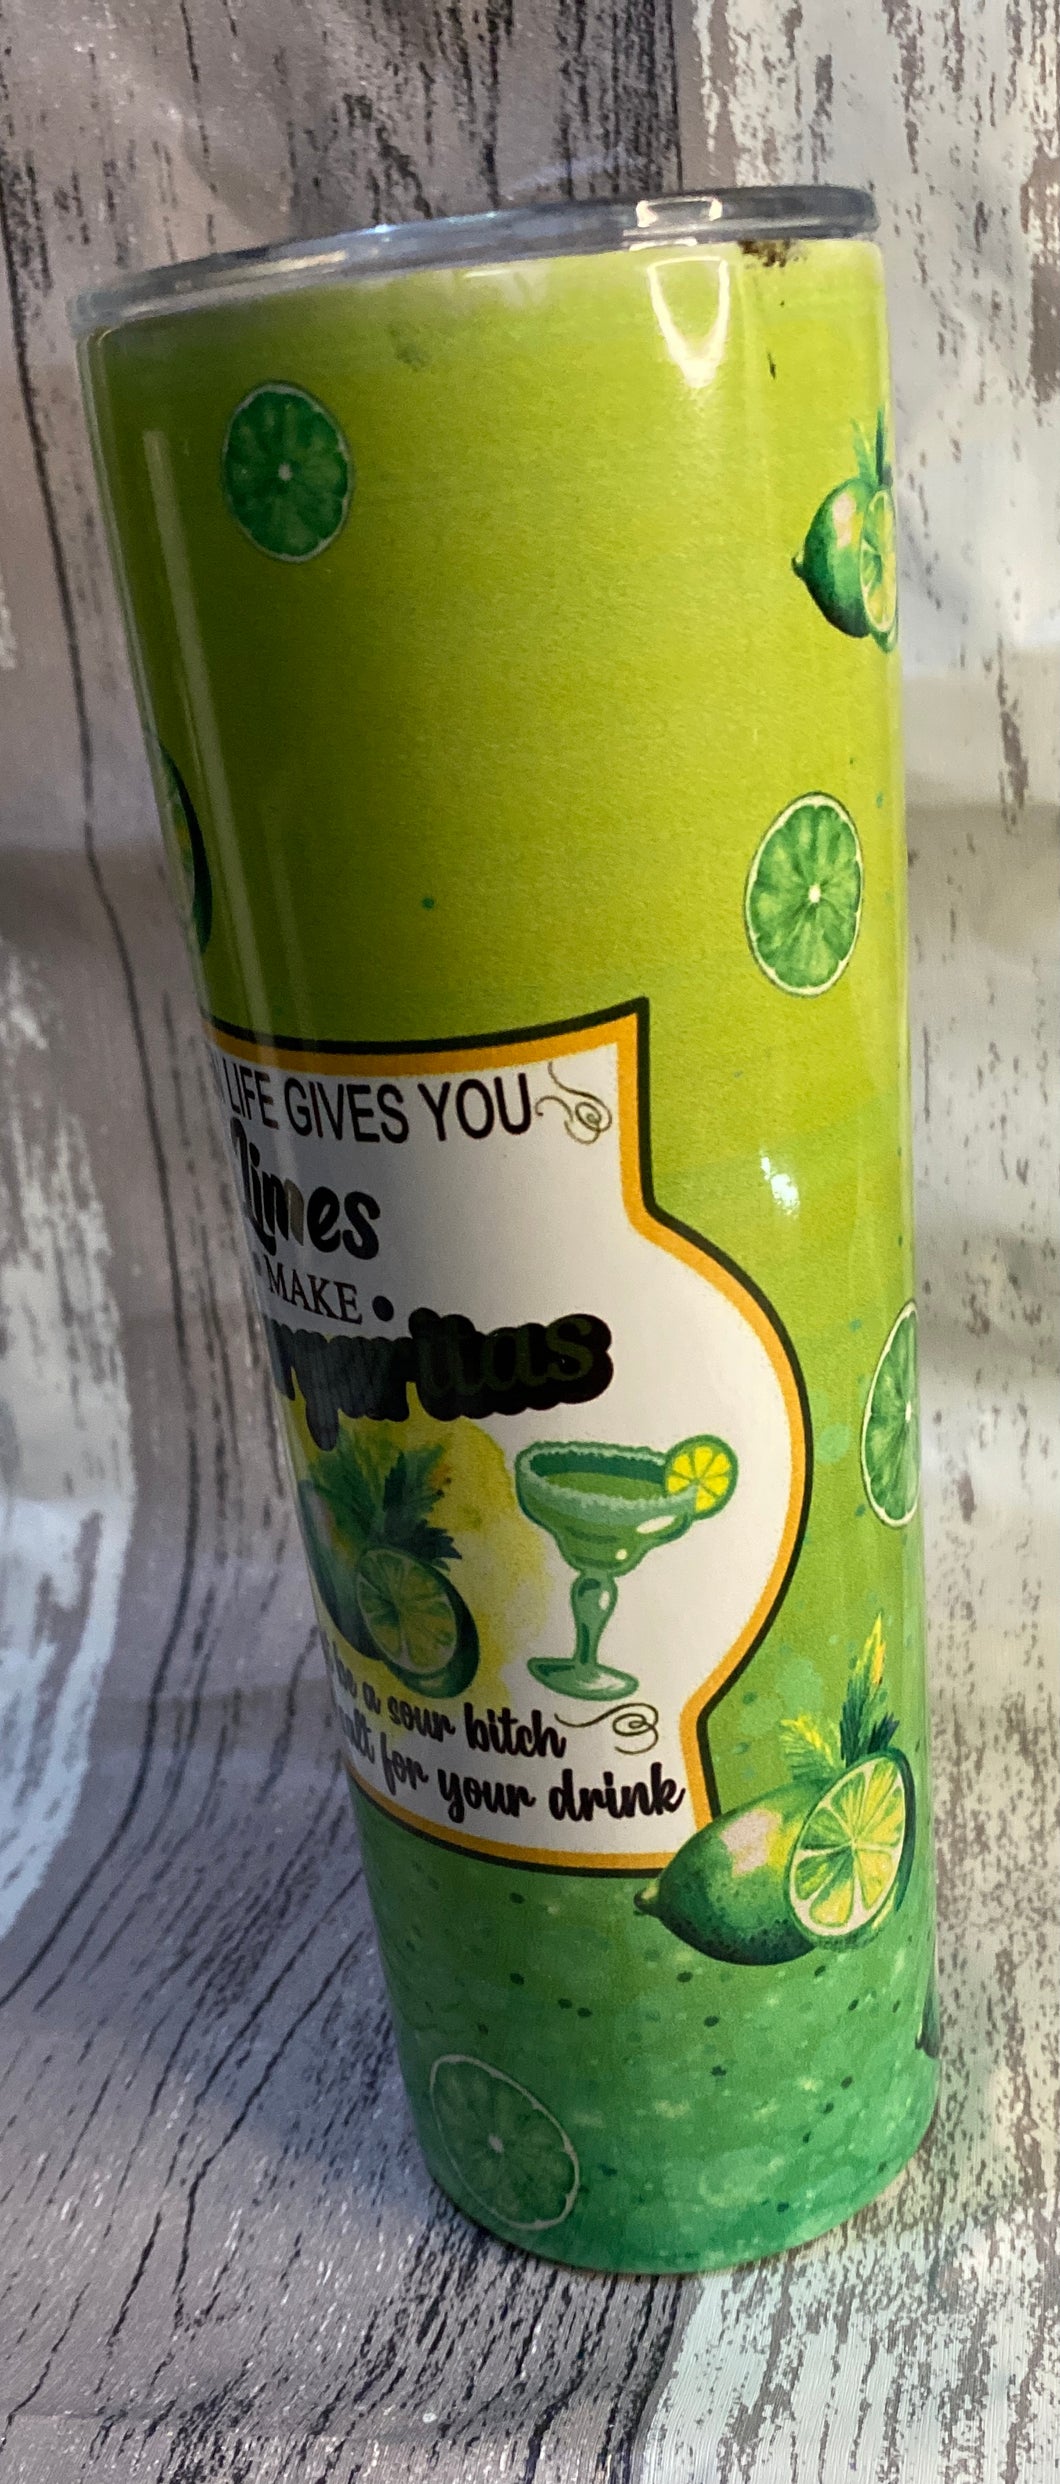 LIFE GIVES YOU
Limes
• MAKE •
a sour bitch
for your drink